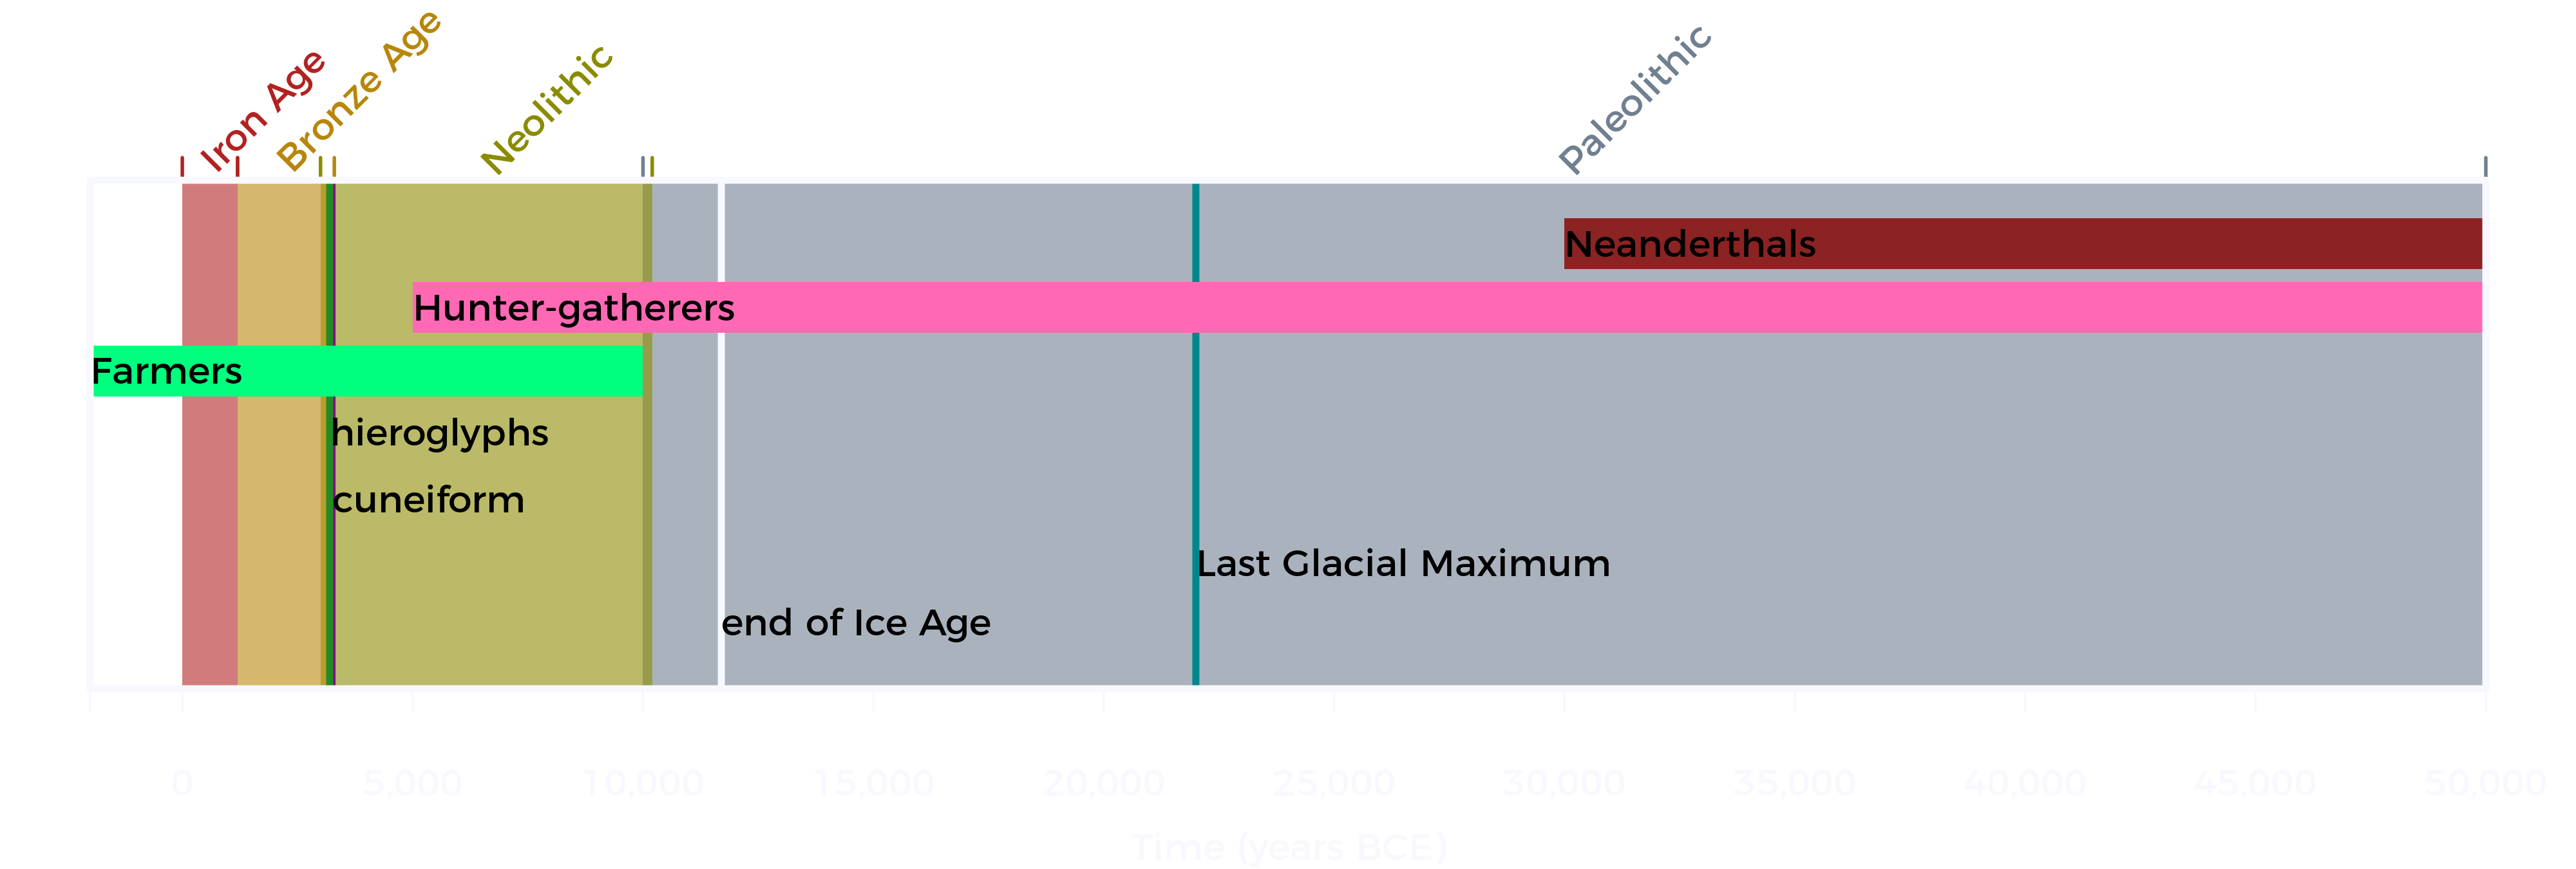 Iron Age
Bronze Age
Neolithic
Paleolithic
Neanderthals
Hunter-gatherers
Farmers
hieroglyphs
cuneiform
Last Glacial Maximum
end of Ice Age
0 5,000 10,000 15,000 20,000 25,000 30,000 35,000 40,000 45,000 50,000
Time (years BCE)